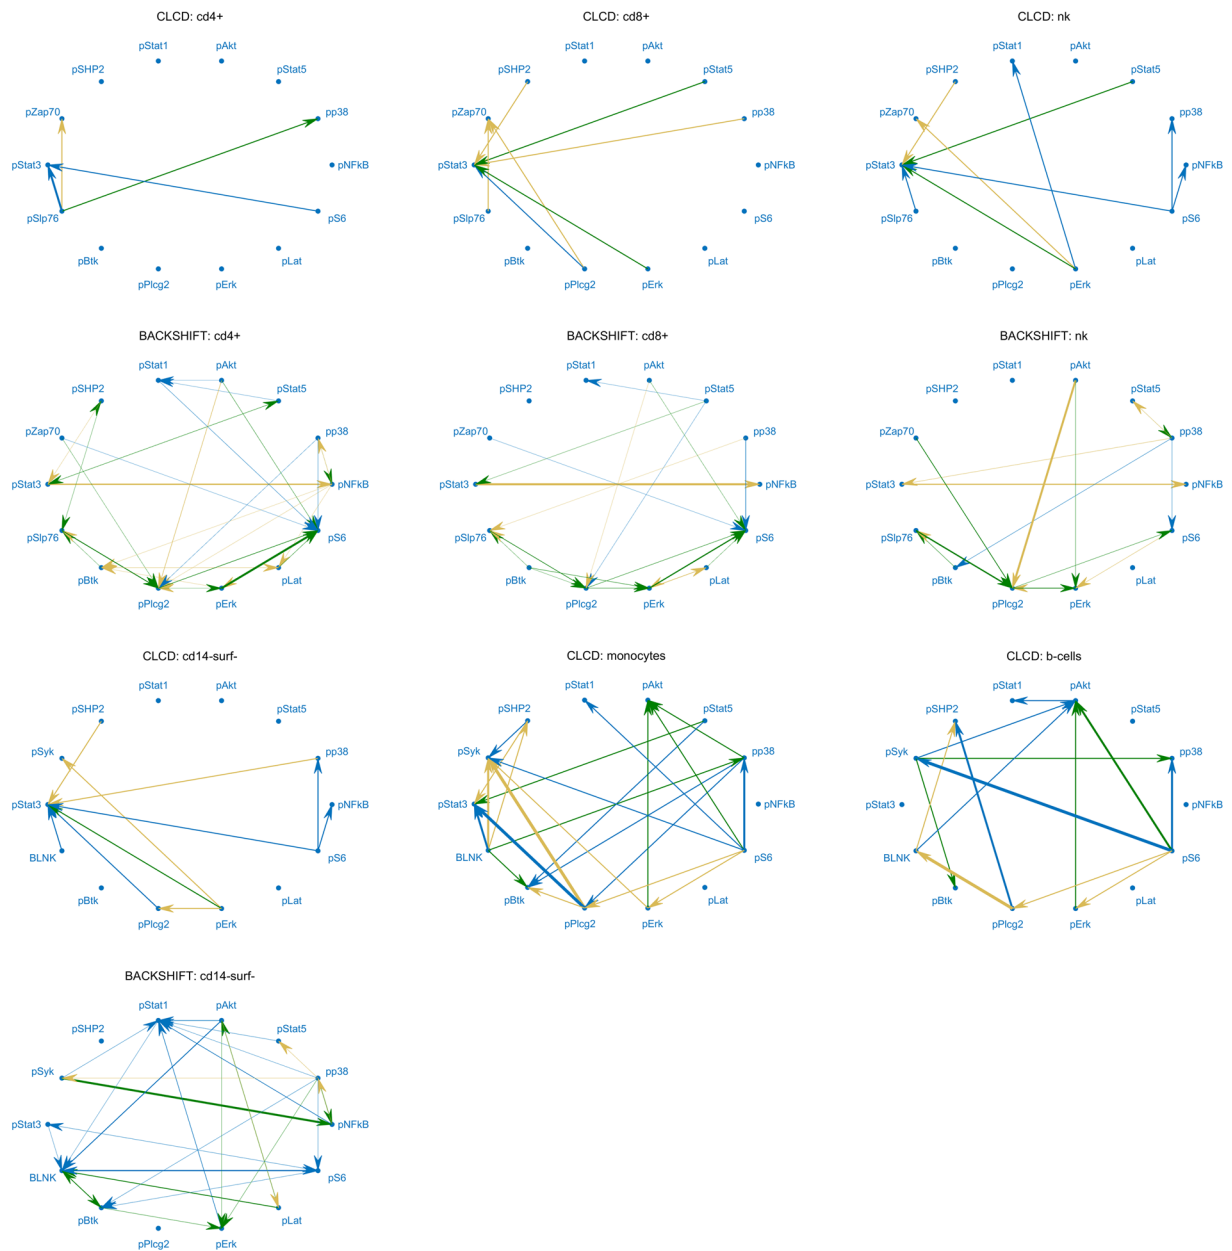 CLCD: cd4+
pStat1 pAkt
pSHP2 pStat5
pZap70 pp38
pStat3 pNFkB
pSlp76 pS6
pBtk pLat
pPlcg2 pErk
CLCD: cd8+
pStat1 pAkt
pSHP2 pStat5
pZap70 pp38
pStat3 pNFkB
pSlp76 pS6
pBtk pLat
pPlcg2 pErk
CLCD: nk
pStat1 pAkt
pSHP2 pStat5
pZap70 pp38
pStat3 pNFkB
pSlp76 pS6
pBtk pLat
pPlcg2 pErk
BACKSHIFT: cd4+
pStat1 pAkt
pSHP2 pStat5
pZap70 pp38
pStat3 pNFkB
pSlp76 pS6
pBtk pLat
pPlcg2 pErk
BACKSHIFT: cd8+
pStat1 pAkt
pSHP2 pStat5
pZap70 pp38
pStat3 pNFkB
pSlp76 pS6
pBtk pLat
pPlcg2 pErk
BACKSHIFT: nk
pStat1 pAkt
pSHP2 pStat5
pZap70 pp38
pStat3 pNFkB
pSlp76 pS6
pBtk pLat
pPlcg2 pErk
CLCD: cd14-surf-
pStat1 pAkt
pSHP2 pStat5
pSyk pp38
pStat3 pNFkB
BLNK pS6
pBtk pLat
pPlcg2 pErk
CLCD: monocytes
pStat1 pAkt
pSHP2 pStat5
pSyk pp38
pStat3 pNFkB
BLNK pS6
pBtk pLat
pPlcg2 pErk
CLCD: b-cells
pStat1 pAkt
pSHP2 pStat5
pSyk pp38
pStat3 pNFkB
BLNK pS6
pBtk pLat
pPlcg2 pErk
BACKSHIFT: cd14-surf-
pStat1 pAkt
pSHP2 pStat5
pSyk pp38
pStat3 pNFkB
BLNK pS6
pBtk pLat
pPlcg2 pErk